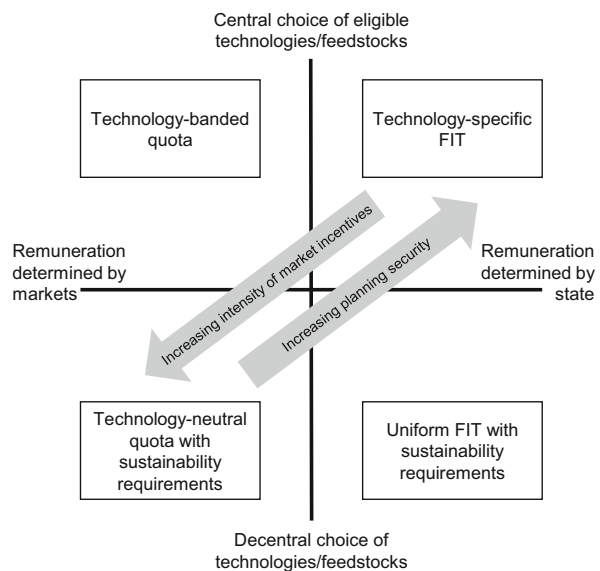 Central choice of eligible
technologies/feedstocks
Technology-banded
quota
Technology-specific
FIT
Remuneration
determined by
markets
Increasing intensity of market incentives
Increasing planning security
Remuneration
determined by
state
Technology-neutral
quota with
sustainability
requirements
Uniform FIT with
sustainability
requirements
Decentral choice of
technologies/feedstocks